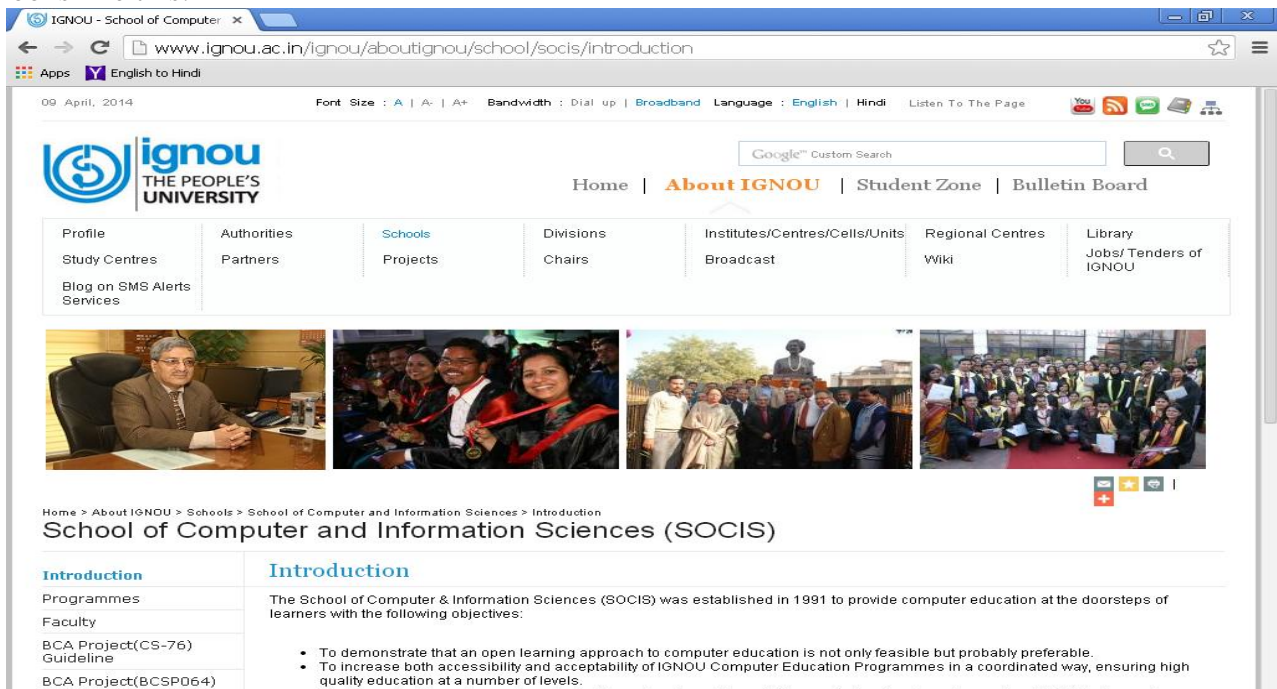 IGNOU - School of Computer
www.ignou.ac.in/ignou/aboutignou/school/socis/introduction
Apps English to Hindi
09 April, 2014 Font Size : A | A- | A+ Bandwidth : Dial up | Broadband Language : English | Hindi Listen To The Page
You Tube
ignou
THE PEOPLE'S
UNIVERSITY
Google™ Custom Search
Home | About IGNOU | Student Zone | Bulletin Board
Profile Authorities Schools Divisions Institutes/Centres/Cells/Units Regional Centres Library
Study Centres Partners Projects Chairs Broadcast Wiki Jobs/ Tenders of
IGNOU
Blog on SMS Alerts
Services
Home > About IGNOU > Schools > School of Computer and Information Sciences > Introduction
School of Computer and Information Sciences (SOCIS)
Introduction
Programmes
Faculty
BCA Project(CS-76)
Guideline
BCA Project(BCSP064)
Introduction
The School of Computer & Information Sciences (SOCIS) was established in 1991 to provide computer education at the doorsteps of
learners with the following objectives:
• To demonstrate that an open learning approach to computer education is not only feasible but probably preferable.
• To increase both accessibility and acceptability of IGNOU Computer Education Programmes in a coordinated way, ensuring high
quality education at a number of levels.